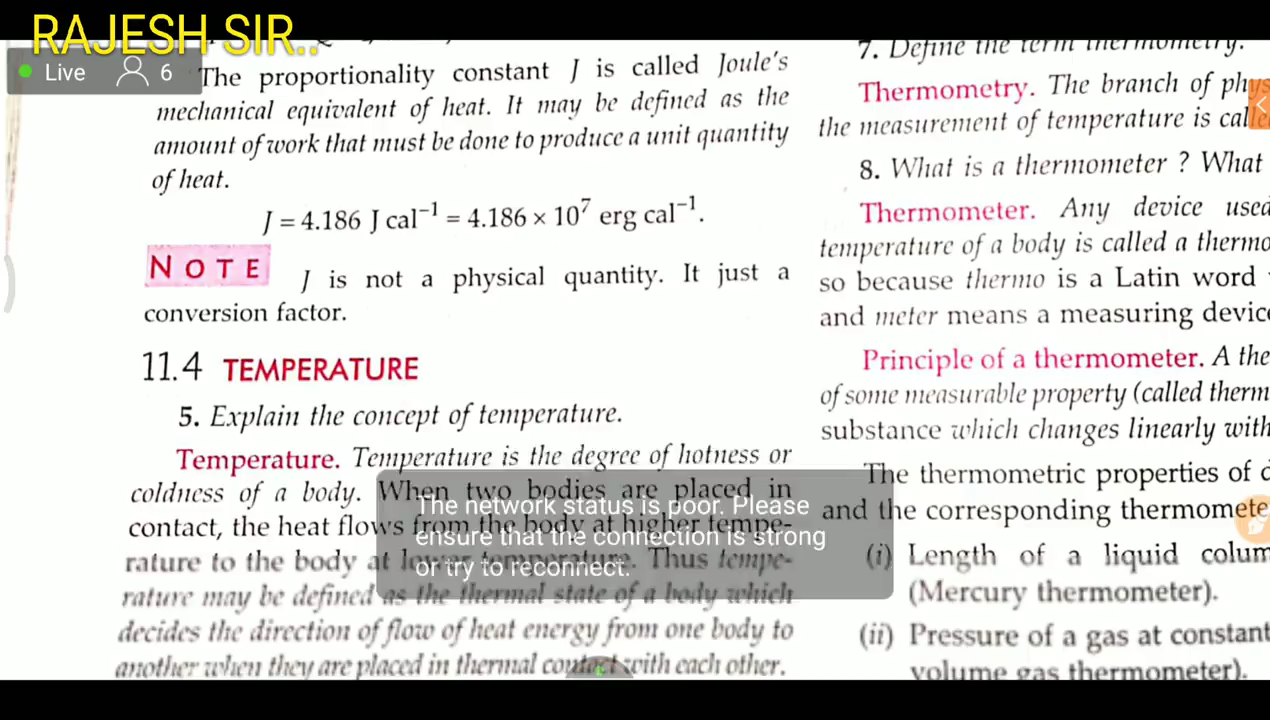 RAJESH SIR..
Live 6
The proportionality constant J is called Joule's
mechanical equivalent of heat. It may be defined as the
amount of work that must be done to produce a unit quantity
of heat.
J = 4.186 J cal⁻¹ = 4.186 × 10⁷ erg cal⁻¹.
NOTE J is not a physical quantity. It just a
conversion factor.
11.4 TEMPERATURE
5. Explain the concept of temperature.
Temperature. Temperature is the degree of hotness or
coldness of a body. When two bodies are placed in
contact, the heat flows from the body at higher tempe-
rature to the body at lower temperature. Thus tempe-
rature may be defined as the thermal state of a body which
decides the direction of flow of heat energy from one body to
another when they are placed in thermal contact with each other.
The network status is poor. Please
ensure that the connection is strong
or try to reconnect.
7. Define the term thermometry.
Thermometry. The branch of phys
the measurement of temperature is calle
8. What is a thermometer ? What
Thermometer. Any device used
temperature of a body is called a thermo
so because thermo is a Latin word
and meter means a measuring device
Principle of a thermometer. A the
of some measurable property (called therm
substance which changes linearly with
The thermometric properties of d
and the corresponding thermomete
(i) Length of a liquid colum
(Mercury thermometer).
(ii) Pressure of a gas at constant
volume gas thermometer).